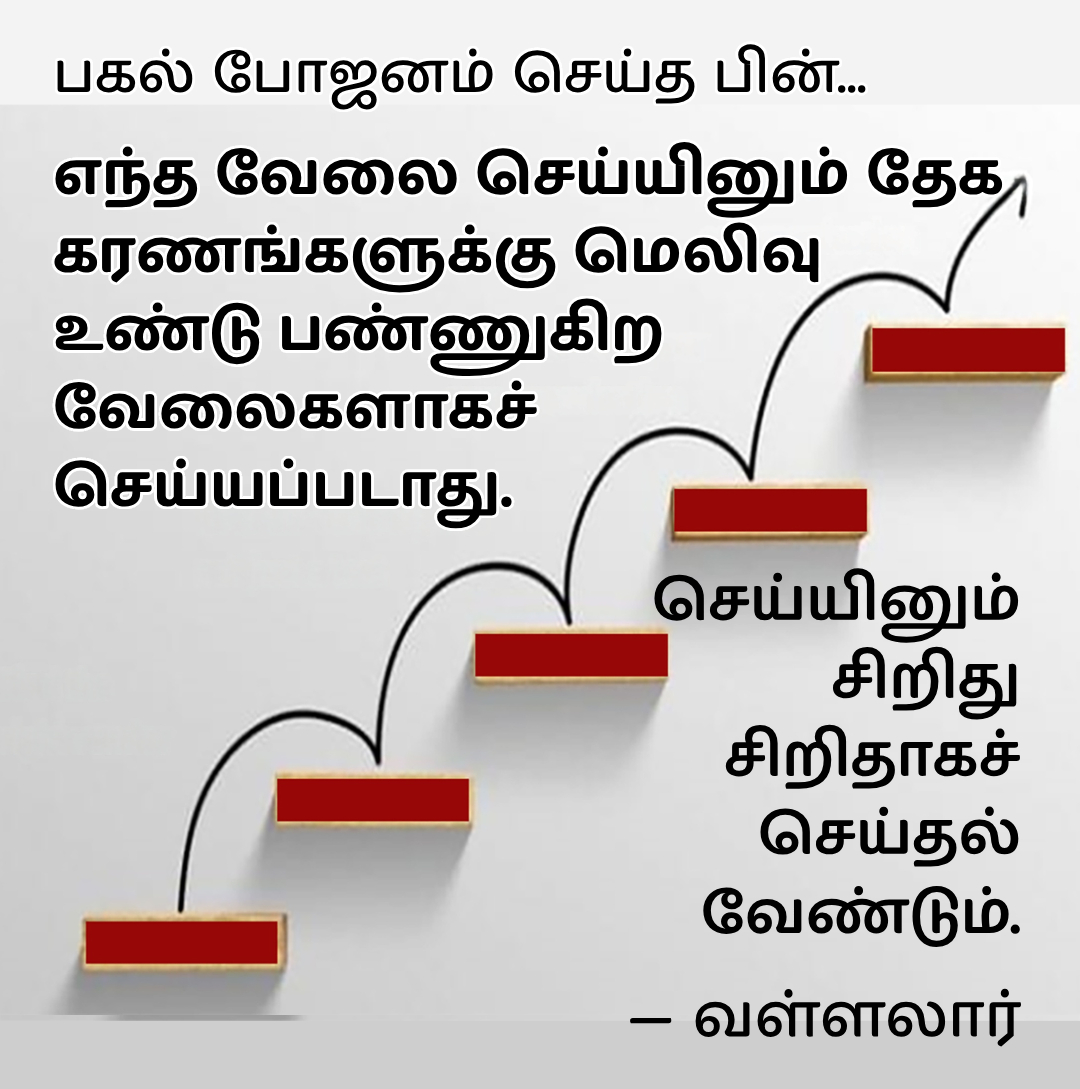 பகல் போஜனம் செய்த பின்...
எந்த வேலை செய்யினும் தேக
கரணங்களுக்கு மெலிவு
உண்டு பண்ணுகிற
வேலைகளாகச்
செய்யப்படாது.
செய்யினும்
சிறிது
சிறிதாகச்
செய்தல்
வேண்டும்.
– வள்ளலார்